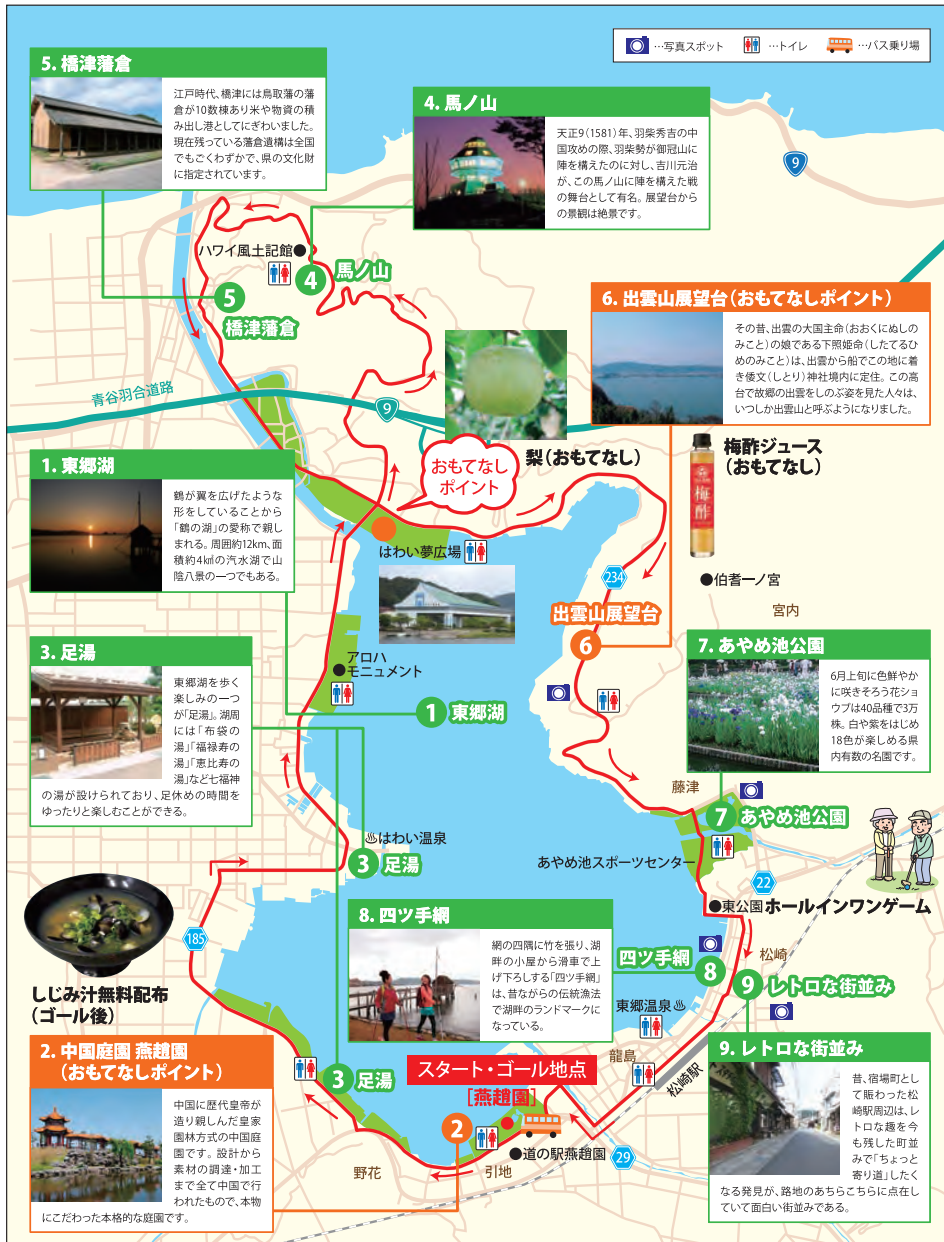 …写真スポット
…トイレ
…バス乗り場
5. 橋津藩倉
江戸時代、橋津には鳥取藩の藩
倉が10数棟あり米や物資の積
み出し港としてにぎわいました。
現在残っている藩倉遺構は全国
でもごくわずかで、県の文化財
に指定されています。
4. 馬ノ山
天正9(1581)年、羽柴秀吉の中
国攻めの際、羽柴勢が御冠山に
陣を構えたのに対し、吉川元治
が、この馬ノ山に陣を構えた戦
の舞台として有名。展望台から
の景観は絶景です。
9
ハワイ風土記館
4
馬ノ山
5
橋津藩倉
6. 出雲山展望台(おもてなしポイント)
その昔、出雲の大国主命(おおくにぬしの
みこと)の娘である下照姫命(したてるひ
めのみこと)は、出雲から船でこの地に着
き倭文(しとり)神社境内に定住。この高
台で故郷の出雲をしのぶ姿を見た人々は、
いつしか出雲山と呼ぶようになりました。
青谷羽合道路
9
梨(おもてなし)
おもてなし
ポイント
梅酢ジュース
(おもてなし)
梅酢
1. 東郷湖
鶴が翼を広げたような
形をしていることから
「鶴の湖」の愛称で親し
まれる。周囲約12km、面
積約4㎢の汽水湖で山
陰八景の一つでもある。
はわい夢広場
234
伯耆一ノ宮
宮内
出雲山展望台
6
3. 足湯
東郷湖を歩く
楽しみの一つ
が「足湯」。湖周
には「布袋の
湯」「福禄寿の
湯」「恵比寿の
湯」など七福神
の湯が設けられており、足休めの時間を
ゆったりと楽しむことができる。
アロハ
モニュメント
1
東郷湖
7. あやめ池公園
6月上旬に色鮮やか
に咲きそろう花ショ
ウブは40品種で3万
株。白や紫をはじめ
18色が楽しめる県
内有数の名園です。
藤津
7
あやめ池公園
はわい温泉
3
足湯
あやめ池スポーツセンター
22
東公園
ホールインワンゲーム
185
しじみ汁無料配布
(ゴール後)
8. 四ツ手網
網の四隅に竹を張り、湖
畔の小屋から滑車で上
げ下ろしする「四ツ手網」
は、昔ながらの伝統漁法
で湖畔のランドマークに
なっている。
四ツ手網
8
松崎
9
レトロな街並み
東郷温泉
龍島
松崎駅
2. 中国庭園 燕趙園
(おもてなしポイント)
中国に歴代皇帝が
造り親しんだ皇家
園林方式の中国庭
園です。設計から
素材の調達・加工
まで全て中国で行
われたもので、本物
にこだわった本格的な庭園です。
3
足湯
スタート・ゴール地点
[燕趙園]
2
道の駅燕趙園
引地
野花
29
9. レトロな街並み
昔、宿場町とし
て賑わった松
崎駅周辺は、レ
トロな趣を今
も残した町並
みで「ちょっと
寄り道」したく
なる発見が、路地のあちらこちらに点在し
ていて面白い街並みである。